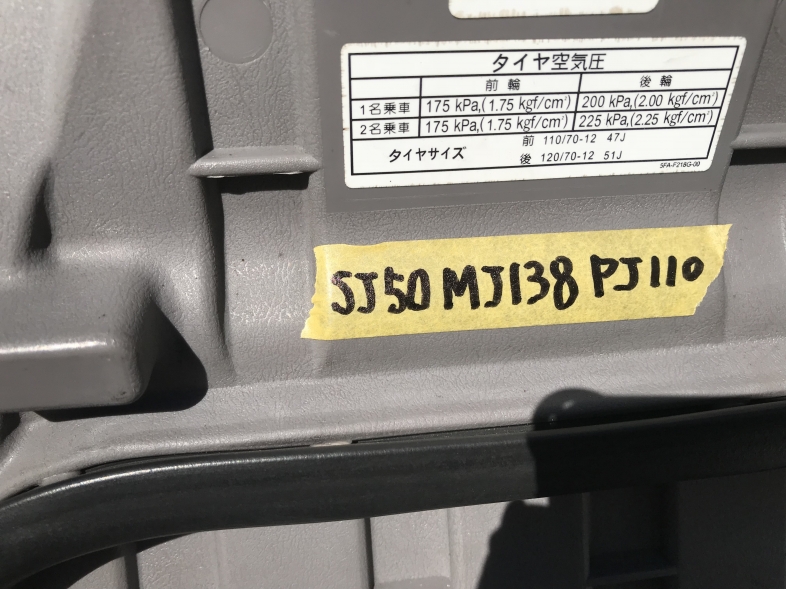 タイヤ空気圧
前輪 後輪
1名乗車 175 kPa,(1.75 kgf/cm²) 200 kPa,(2.00 kgf/cm²)
2名乗車 175 kPa,(1.75 kgf/cm²) 225 kPa,(2.25 kgf/cm²)
タイヤサイズ 前 110/70-12 47J
後 120/70-12 51J
5FA-F218G-00
SJ50 MJ138 PJ110